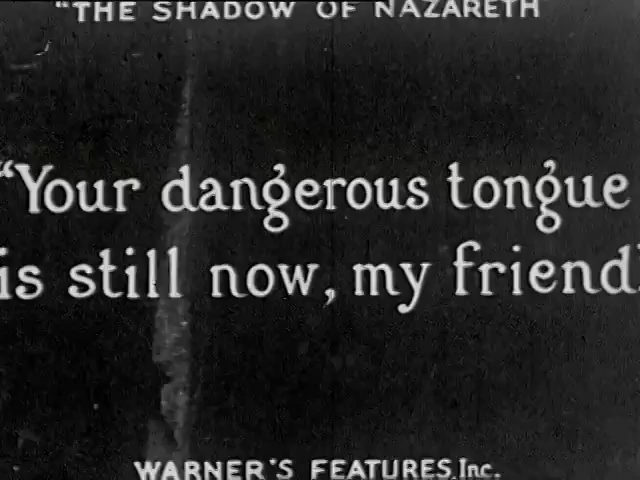 "THE SHADOW OF NAZARETH
"Your dangerous tongue
is still now, my friend!
WARNER'S FEATURES, Inc.